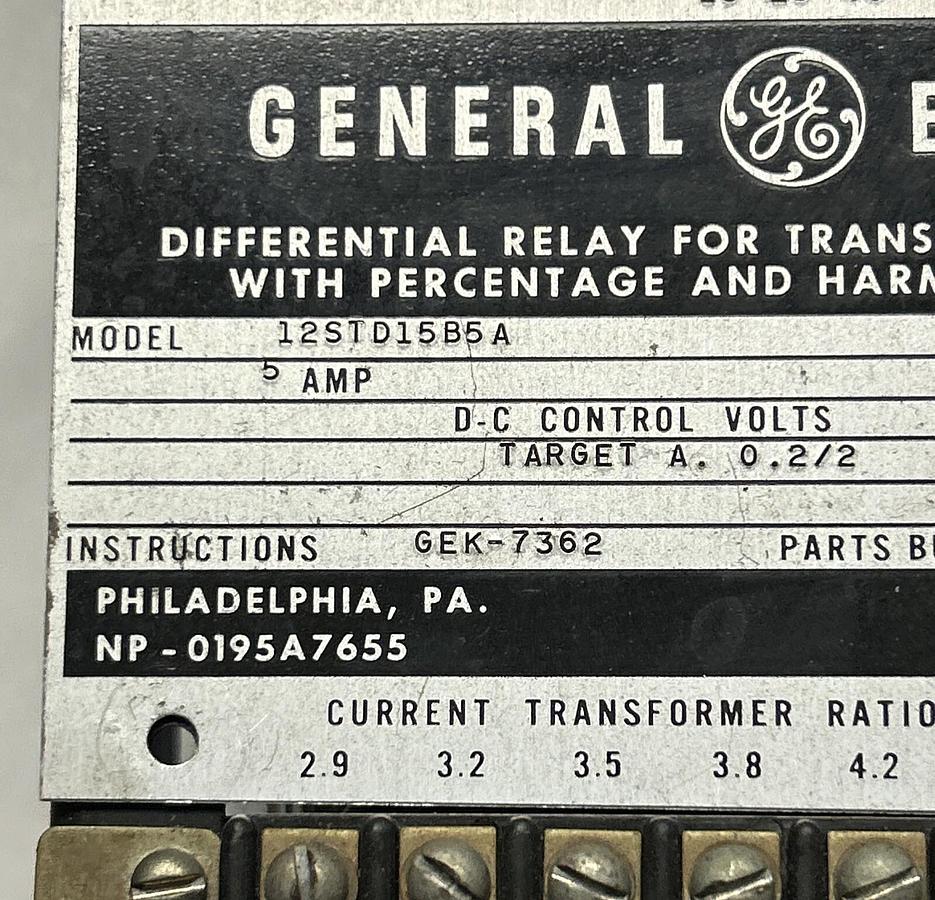 GENERAL GE E
DIFFERENTIAL RELAY FOR TRANS
WITH PERCENTAGE AND HARM
MODEL 12STD15B5A
5 AMP
D-C CONTROL VOLTS
TARGET A. 0.2/2
INSTRUCTIONS GEK-7362 PARTS BU
PHILADELPHIA, PA.
NP-0195A7655
CURRENT TRANSFORMER RATIO
2.9 3.2 3.5 3.8 4.2